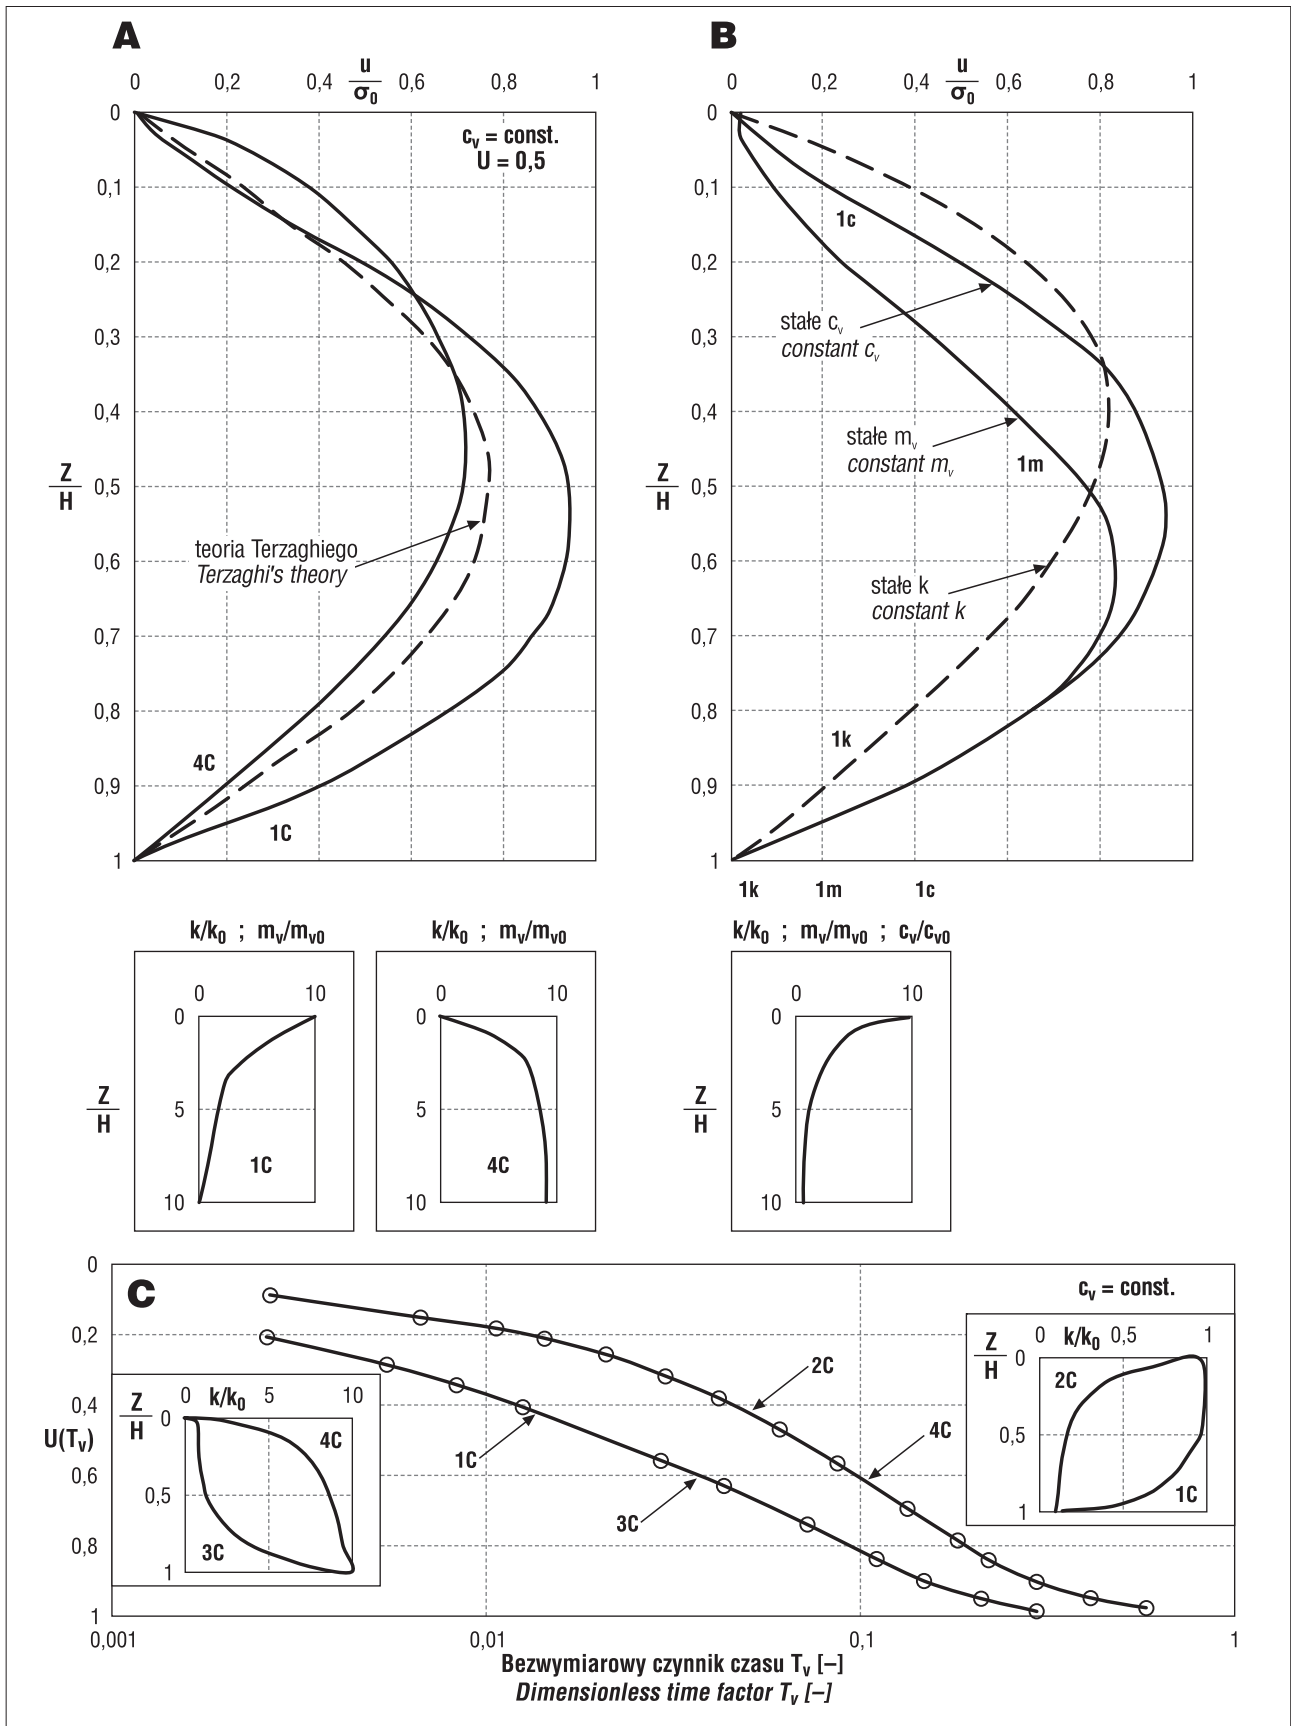 A
B
0 0,2 0,4 u/σ0 0,6 0,8 1
0 0,2 0,4 u/σ0 0,6 0,8 1
cv = const.
U = 0,5
0
0,1
0,2
0,3
0,4
0,5
0,6
0,7
0,8
0,9
1
Z
H
teoria Terzaghiego
Terzaghi's theory
4C
1C
0
0,1
0,2
0,3
0,4
0,5
0,6
0,7
0,8
0,9
1
Z
H
1c
stałe cv
constant cv
stałe mv
constant mv
1m
stałe k
constant k
1k
1k 1m 1c
k/k0 ; mv/mv0
0 10
0
5
10
Z
H
1C
k/k0 ; mv/mv0
0 10
0
5
10
4C
k/k0 ; mv/mv0 ; cv/cv0
0 10
0
5
10
Z
H
C
cv = const.
0
0,2
0,4
U(Tv)
0,6
0,8
1
2C
4C
1C
3C
Z
H
0 k/k0 5 10
0
0,5
1
4C
3C
Z
H
0 k/k0 0,5 1
0
0,5
1
2C
1C
0,001 0,01 0,1 1
Bezwymiarowy czynnik czasu Tv [–]
Dimensionless time factor Tv [–]